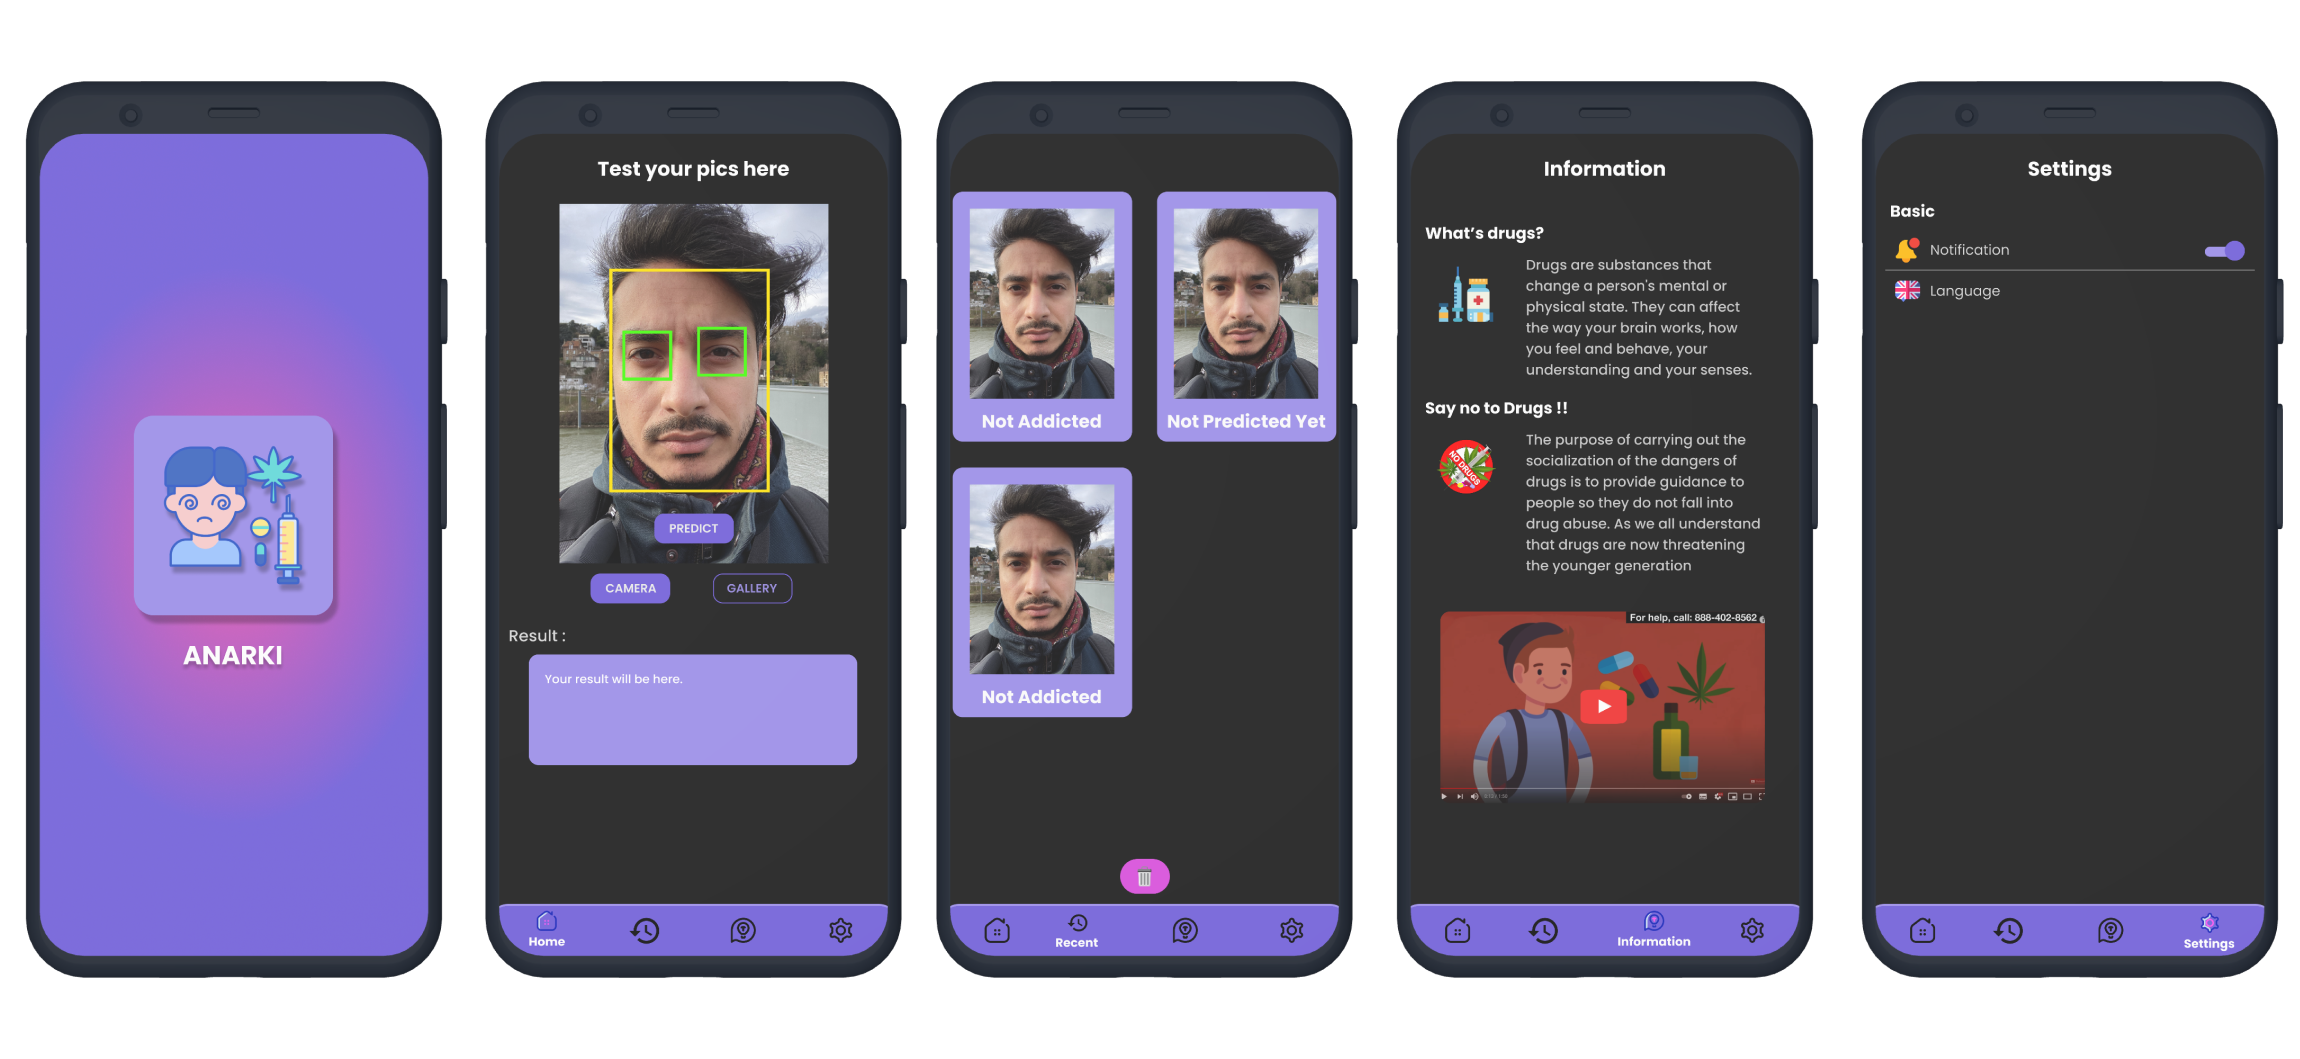 ANARKI
Test your pics here
PREDICT
CAMERA
GALLERY
Result :
Your result will be here.
Home
Not Addicted
Not Predicted Yet
Not Addicted
Recent
Information
What's drugs?
Drugs are substances that
change a person's mental or
physical state. They can affect
the way your brain works, how
you feel and behave, your
understanding and your senses.
Say no to Drugs !!
NO DRUGS
The purpose of carrying out the
socialization of the dangers of
drugs is to provide guidance to
people so they do not fall into
drug abuse. As we all understand
that drugs are now threatening
the younger generation
For help, call: 888-402-8562
Information
Settings
Basic
Notification
Language
Settings